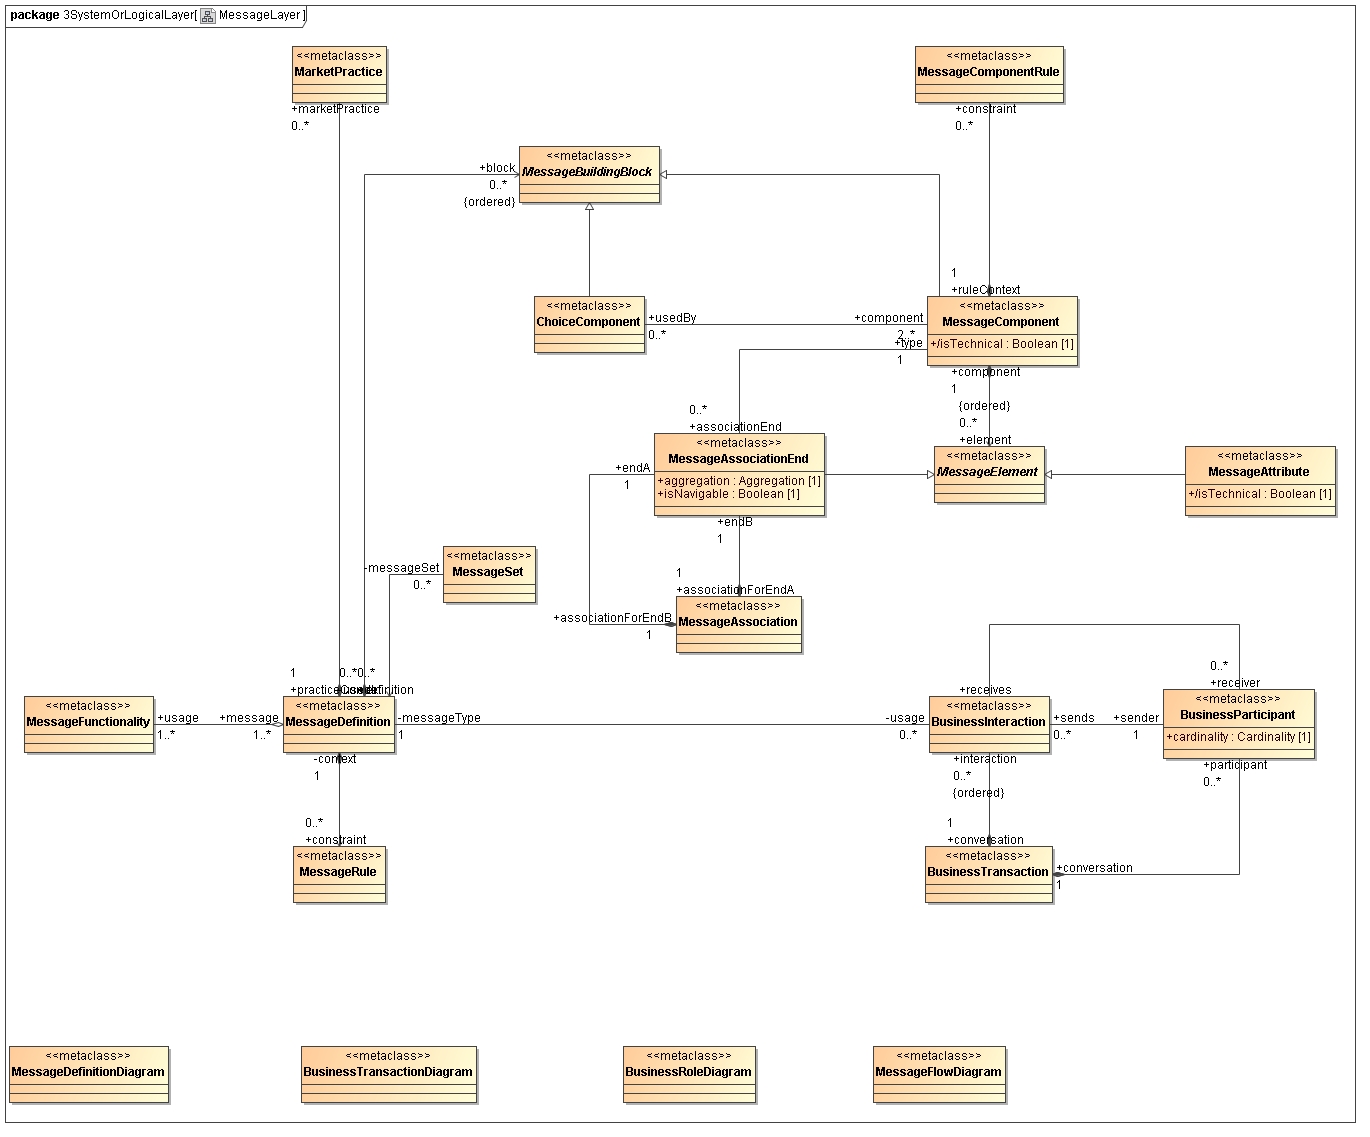 package 3SystemOrLogicalLayer[ MessageLayer ]
<<metaclass>>
MarketPractice
+marketPractice
0..*
<<metaclass>>
MessageComponentRule
+constraint
0..*
<<metaclass>>
MessageBuildingBlock
+block
0..*
{ordered}
1
+ruleContext
<<metaclass>>
ChoiceComponent
+usedBy
0..*
+component
2..*
<<metaclass>>
MessageComponent
+/isTechnical : Boolean [1]
+type
1
+component
1
{ordered}
0..*
+element
0..*
+associationEnd
<<metaclass>>
MessageAssociationEnd
+aggregation : Aggregation [1]
+isNavigable : Boolean [1]
<<metaclass>>
MessageElement
<<metaclass>>
MessageAttribute
+/isTechnical : Boolean [1]
+endA
1
+endB
1
<<metaclass>>
MessageSet
-messageSet
0..*
1
+associationForEndA
<<metaclass>>
MessageAssociation
+associationForEndB
1
1
0..*
0..*
<<metaclass>>
MessageFunctionality
+usage
1..*
+message
1..*
<<metaclass>>
MessageDefinition
-messageType
1
-usage
0..*
+receives
<<metaclass>>
BusinessInteraction
+sends
0..*
+sender
1
0..*
+receiver
<<metaclass>>
BusinessParticipant
+cardinality : Cardinality [1]
-context
1
+interaction
0..*
{ordered}
+participant
0..*
0..*
+constraint
<<metaclass>>
MessageRule
1
+conversation
<<metaclass>>
BusinessTransaction
+conversation
1
<<metaclass>>
MessageDefinitionDiagram
<<metaclass>>
BusinessTransactionDiagram
<<metaclass>>
BusinessRoleDiagram
<<metaclass>>
MessageFlowDiagram